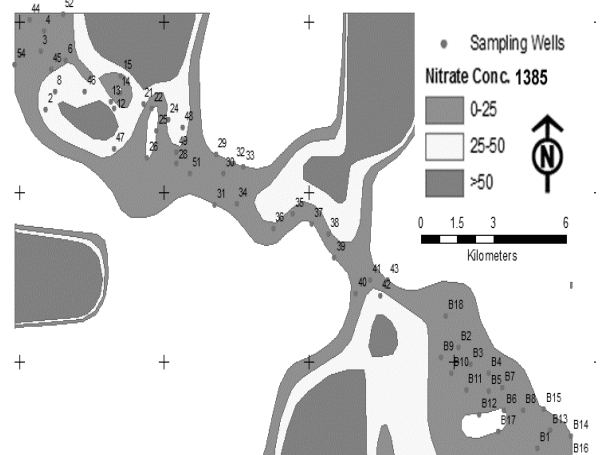 44 52
4
3
54 45 6
8 46 15
14
2 13
12
21 22
24
25 48
47 49
26 28
51
29
30 32 33
31 34
35
36 37
38
39
41 43
40 42
B18
B2
B9 B3
B10 B4
B11 B5 B7
B12 B6 B8 B15
B17 B13 B14
B1 B16
Sampling Wells
Nitrate Conc. 1385
0-25
25-50
>50
N
0 1.5 3 6
Kilometers